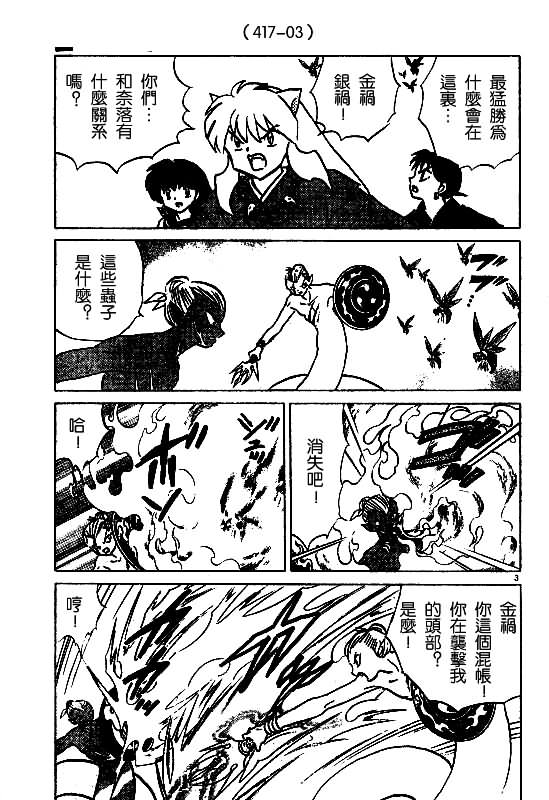 (417-03)
最猛勝為
什麼會在
這裏…
金禍
銀禍！
你們…
和奈落有
什麼關系
嗎？
這些蟲子
是什麼？
消失吧！
哈！
3
金禍
你這個混帳！
你在襲擊我
的頭部？
是麼！
哼！